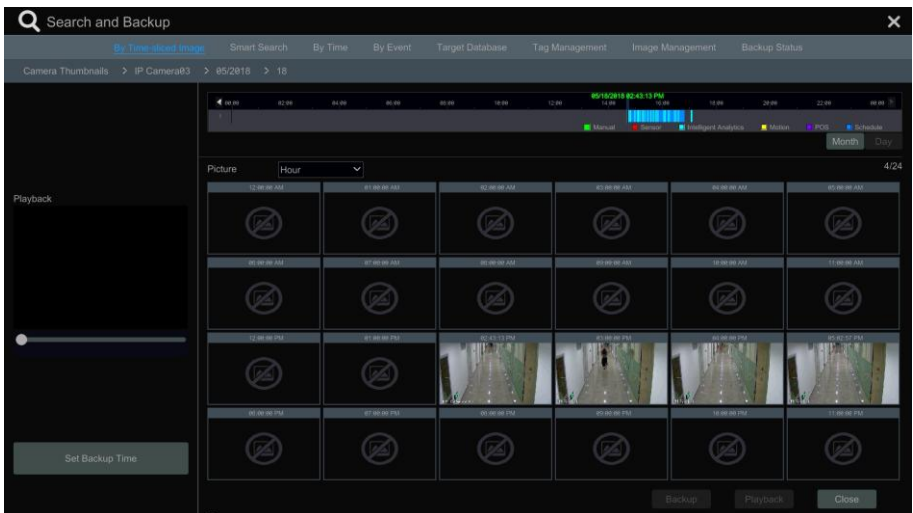 Search and Backup
By Time-sliced Image Smart Search By Time By Event Target Database Tag Management Image Management Backup Status
Camera Thumbnails > IP Camera03 > 05/2018 > 18
05/18/2018 02:43:13 PM
00:00 02:00 04:00 06:00 08:00 10:00 12:00 14:00 16:00 18:00 20:00 22:00 00:00
Manual Sensor Intelligent Analytics Motion POS Schedule
Month Day
Picture Hour 4/24
12:00:00 AM 01:00:00 AM 02:00:00 AM 03:00:00 AM 04:00:00 AM 05:00:00 AM
Playback
06:00:00 AM 07:00:00 AM 08:00:00 AM 09:00:00 AM 10:00:00 AM 11:00:00 AM
12:00:00 PM 01:00:00 PM 02:43:13 PM 03:00:00 PM 04:00:00 PM 05:02:57 PM
06:00:00 PM 07:00:00 PM 08:00:00 PM 09:00:00 PM 10:00:00 PM 11:00:00 PM
Set Backup Time
Backup Playback Close